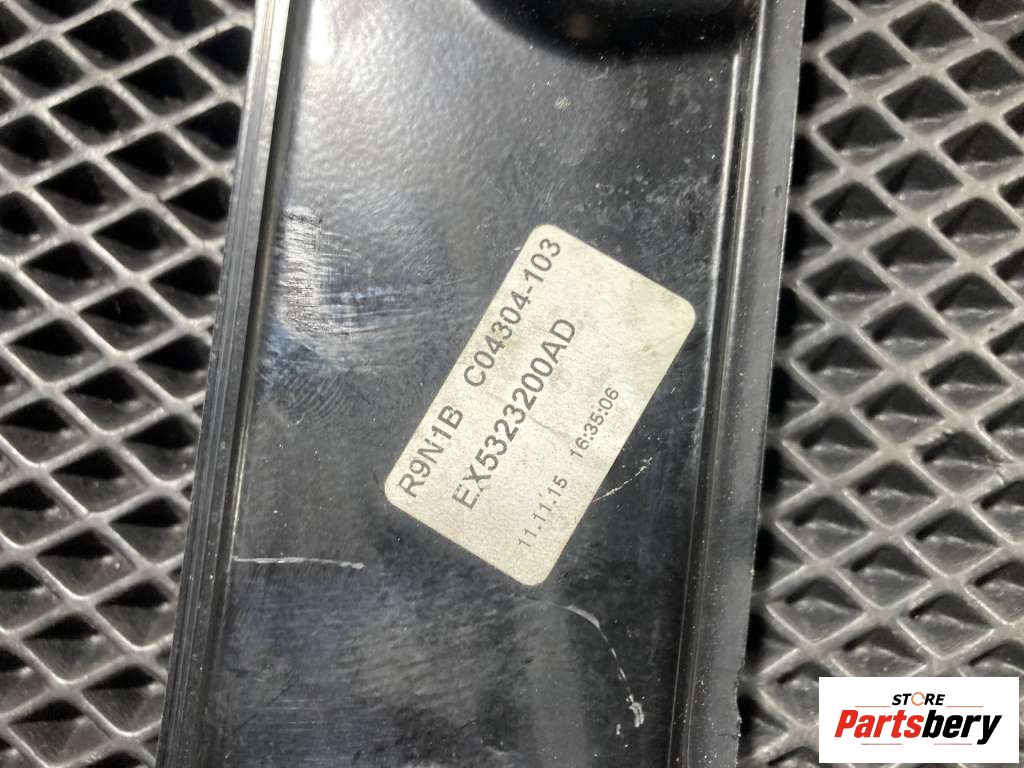 R9N1B C04304-103
EX5323200AD
11.11.15 16:35:06
STORE
Partsbery